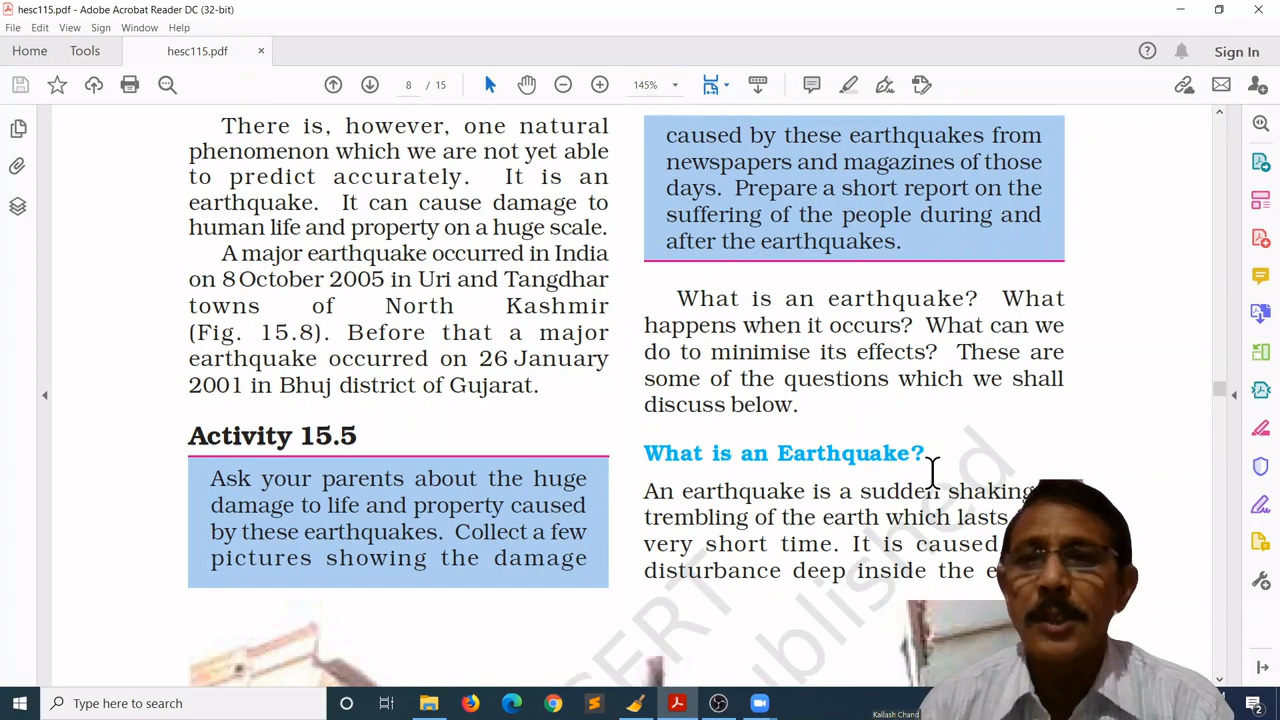 hesc115.pdf - Adobe Acrobat Reader DC (32-bit)
File Edit View Sign Window Help
Home Tools hesc115.pdf × Sign In
8 / 15 145%
There is, however, one natural
phenomenon which we are not yet able
to predict accurately. It is an
earthquake. It can cause damage to
human life and property on a huge scale.
A major earthquake occurred in India
on 8 October 2005 in Uri and Tangdhar
towns of North Kashmir
(Fig. 15.8). Before that a major
earthquake occurred on 26 January
2001 in Bhuj district of Gujarat.
Activity 15.5
Ask your parents about the huge
damage to life and property caused
by these earthquakes. Collect a few
pictures showing the damage
caused by these earthquakes from
newspapers and magazines of those
days. Prepare a short report on the
suffering of the people during and
after the earthquakes.
What is an earthquake? What
happens when it occurs? What can we
do to minimise its effects? These are
some of the questions which we shall
discuss below.
What is an Earthquake?
An earthquake is a sudden shaking
trembling of the earth which lasts
very short time. It is caused
disturbance deep inside the
Type here to search
Kailash Chand
2